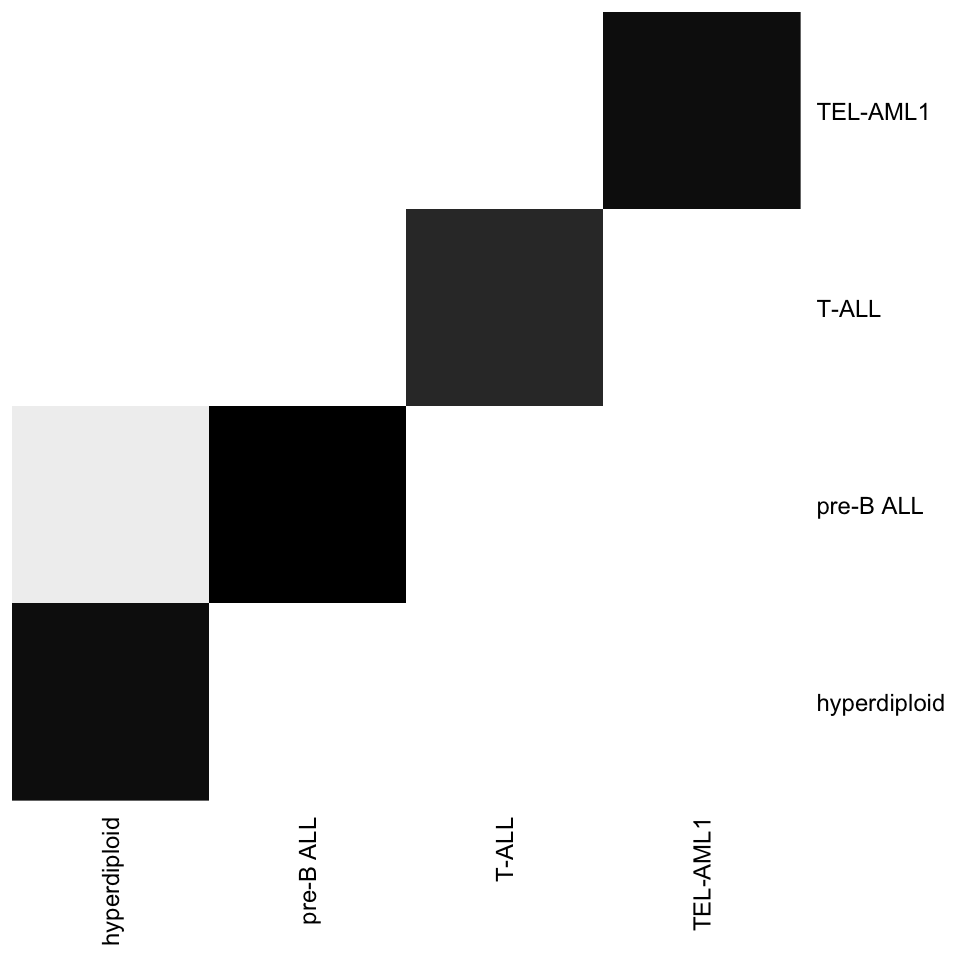 TEL-AML1
T-ALL
pre-B ALL
hyperdiploid
hyperdiploid
pre-B ALL
T-ALL
TEL-AML1